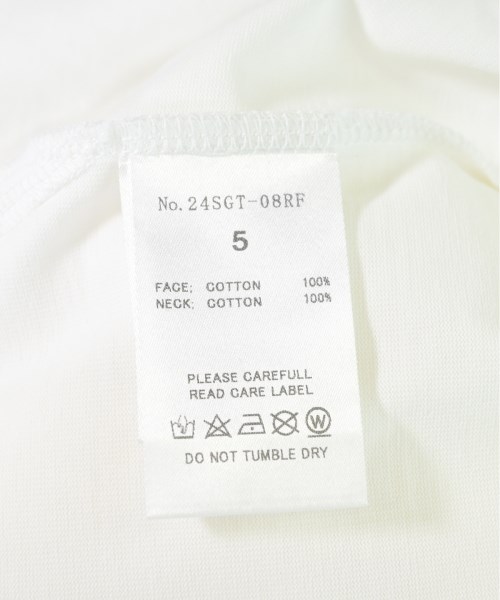 No.24SGT-08RF
5
FACE; COTTON 100%
NECK; COTTON 100%
PLEASE CAREFULL
READ CARE LABEL
W
DO NOT TUMBLE DRY